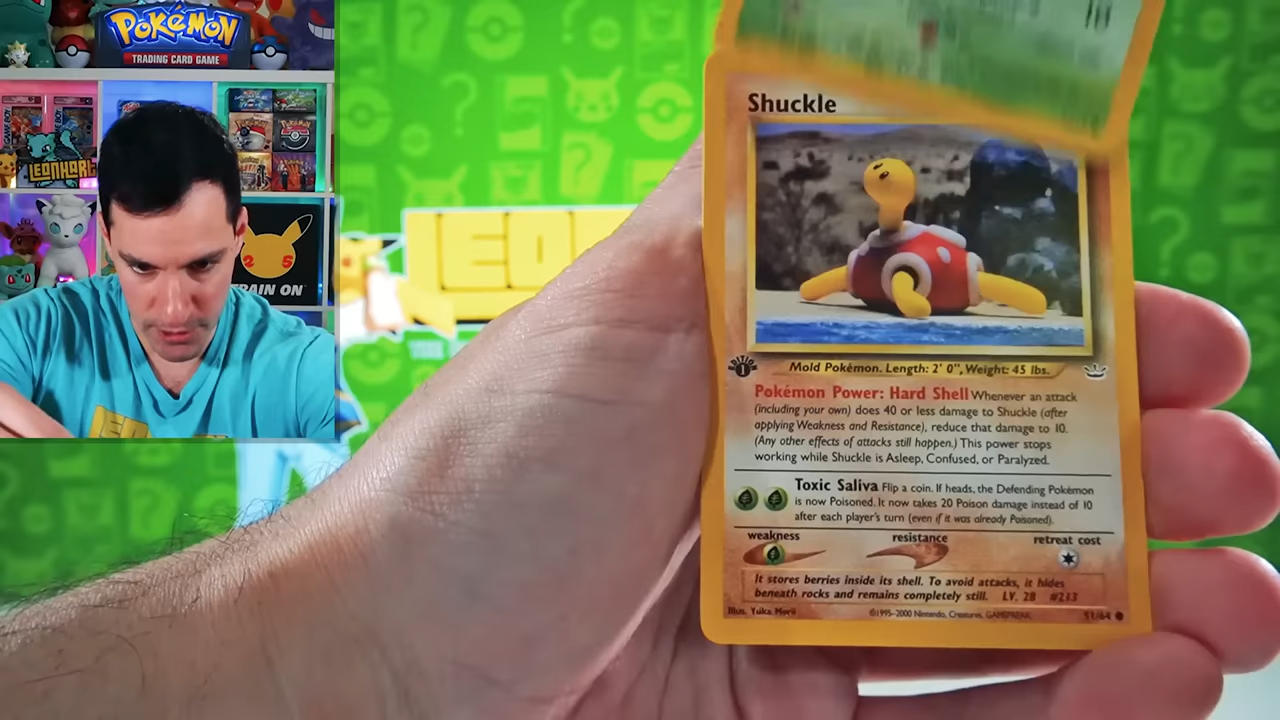 POKéMON
TRADING CARD GAME
LEONHART
25
TRAIN ON
LEO
Shuckle
EDITION
1
Mold Pokémon. Length: 2' 0", Weight: 45 lbs.
Pokémon Power: Hard Shell Whenever an attack
(including your own) does 40 or less damage to Shuckle (after
applying Weakness and Resistance), reduce that damage to 10.
(Any other effects of attacks still happen.) This power stops
working while Shuckle is Asleep, Confused, or Paralyzed.
Toxic Saliva Flip a coin. If heads, the Defending Pokémon
is now Poisoned. It now takes 20 Poison damage instead of 10
after each player's turn (even if it was already Poisoned).
weakness resistance retreat cost
It stores berries inside its shell. To avoid attacks, it hides
beneath rocks and remains completely still. LV. 28 #213
Illus. Yuka Morii ©1995-2000 Nintendo, Creatures, GAMEFREAK. 51/64